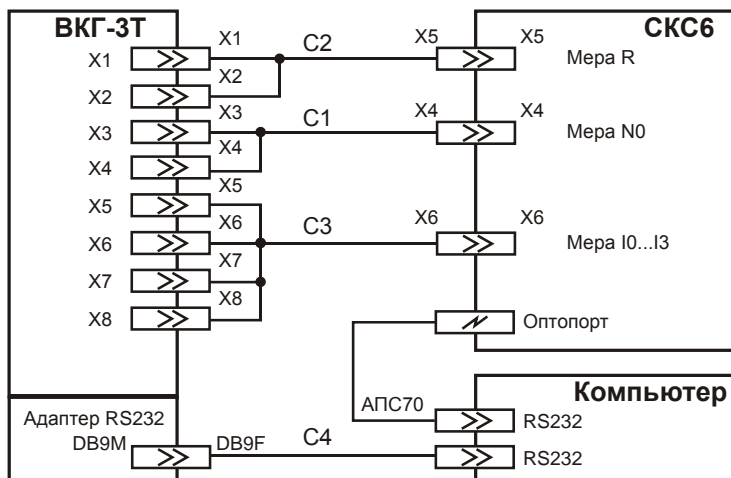 ВКГ-3Т
СКС6
X1
X1
C2
X5
X5
Мера R
X2
X2
X3
X3
C1
X4
X4
Мера N0
X4
X4
X5
X5
X6
X6
C3
X6
X6
Мера I0...I3
X7
X7
X8
X8
Оптопорт
Компьютер
Адаптер RS232
АПС70
RS232
DB9M
DB9F
C4
RS232